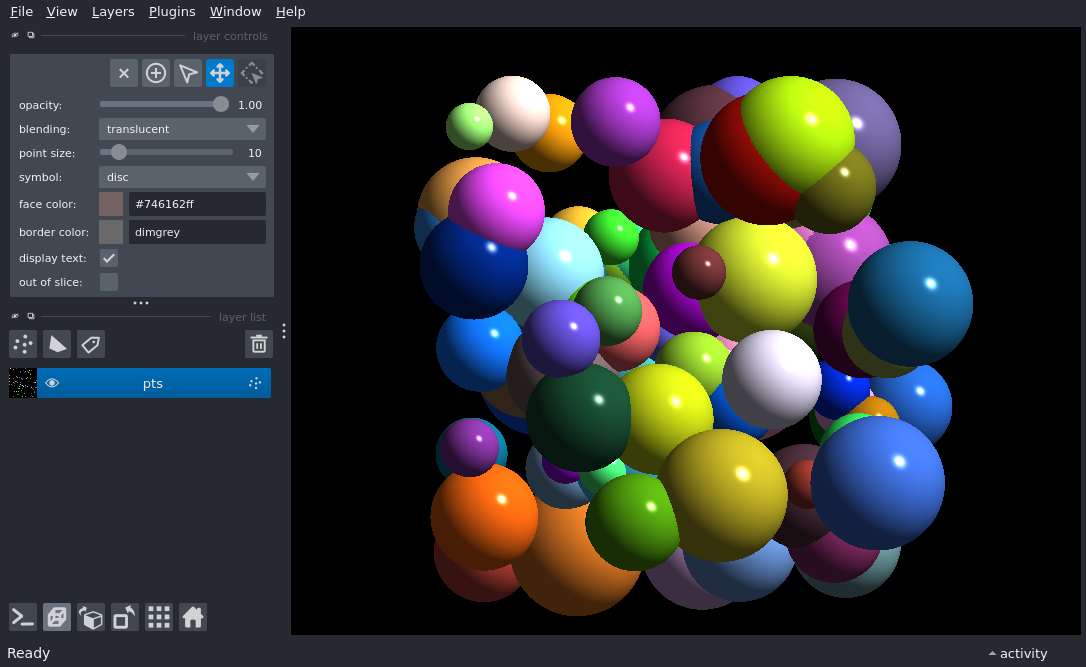 File View Layers Plugins Window Help
layer controls
opacity: 1.00
blending: translucent
point size: 10
symbol: disc
face color: #746162ff
border color: dimgrey
display text:
out of slice:
layer list
pts
Ready
activity